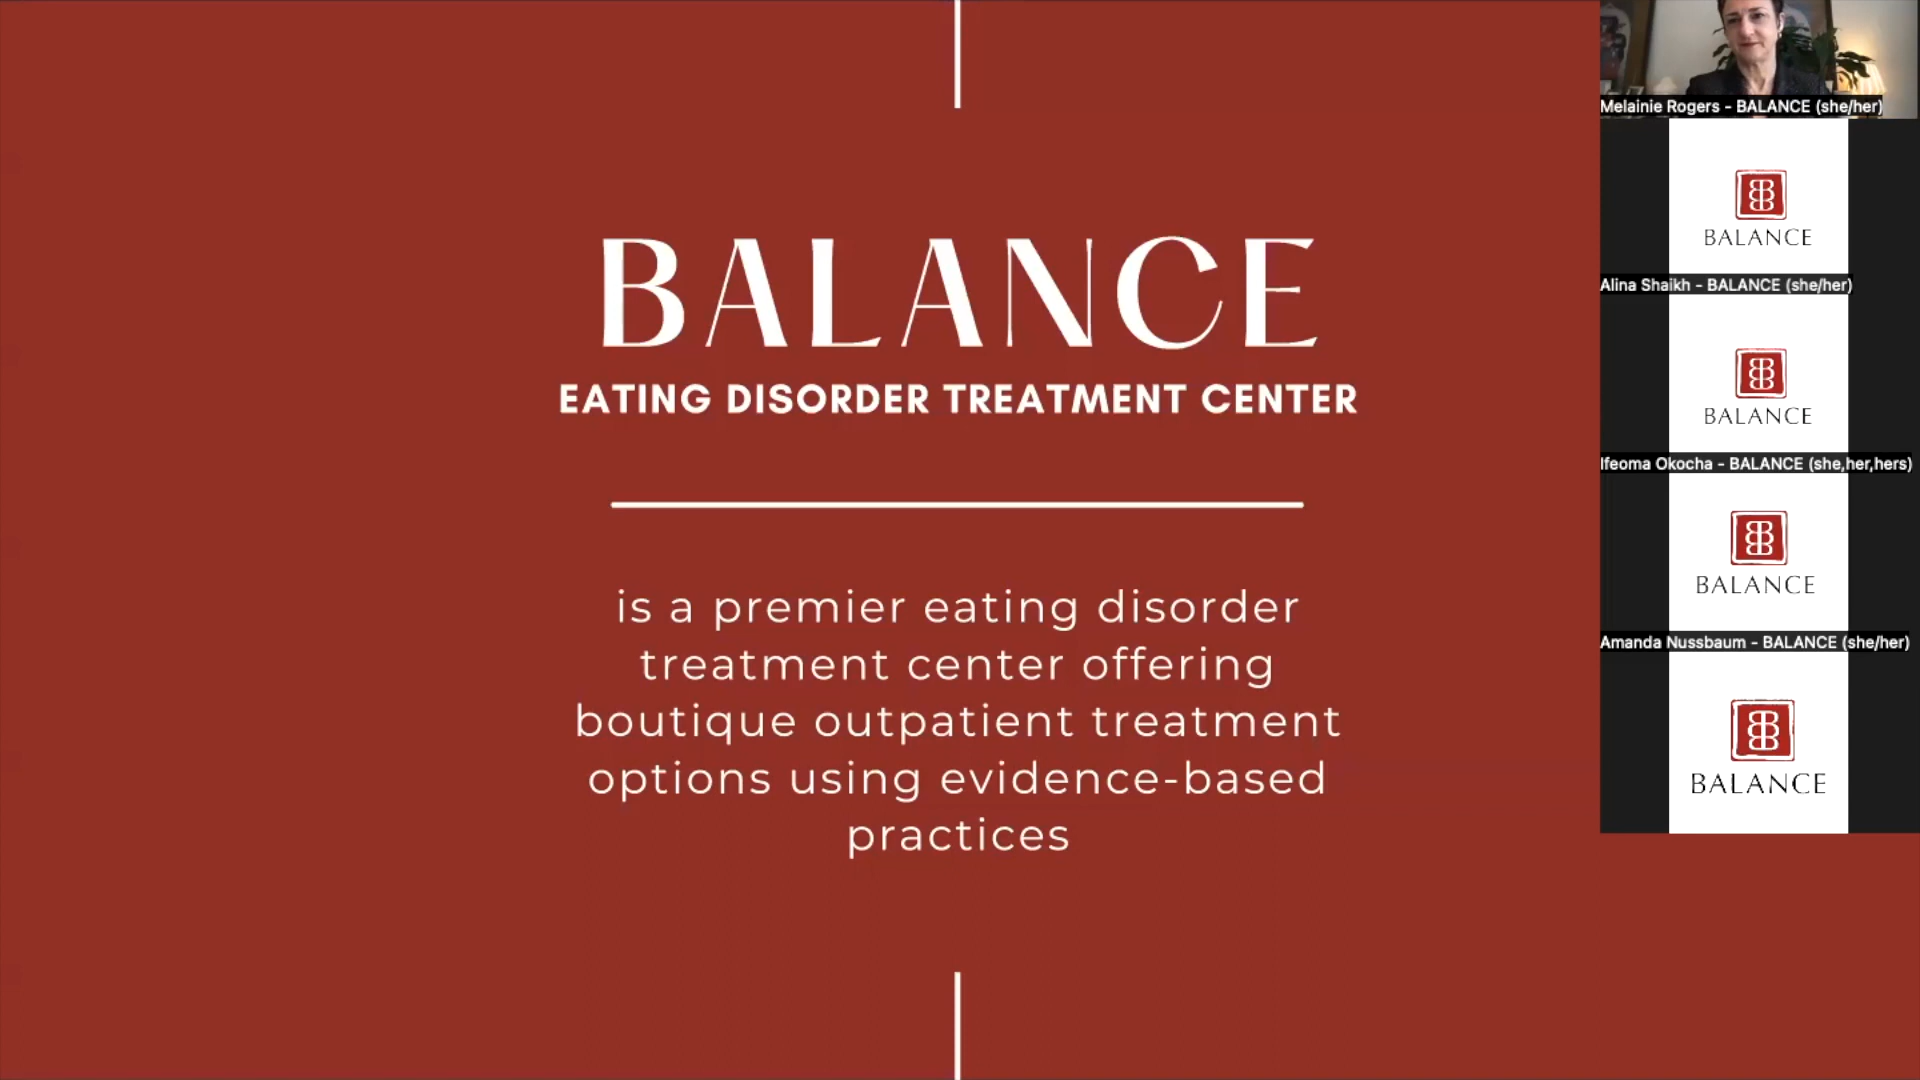 BALANCE
EATING DISORDER TREATMENT CENTER
is a premier eating disorder
treatment center offering
boutique outpatient treatment
options using evidence-based
practices
Melainie Rogers - BALANCE (she/her)
BALANCE
Alina Shaikh - BALANCE (she/her)
BALANCE
Ifeoma Okocha - BALANCE (she,her,hers)
BALANCE
Amanda Nussbaum - BALANCE (she/her)
BALANCE